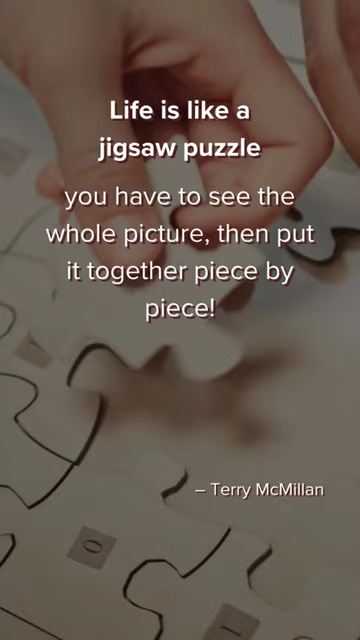 Life is like a
jigsaw puzzle
you have to see the
whole picture, then put
it together piece by
piece!
– Terry McMillan
0